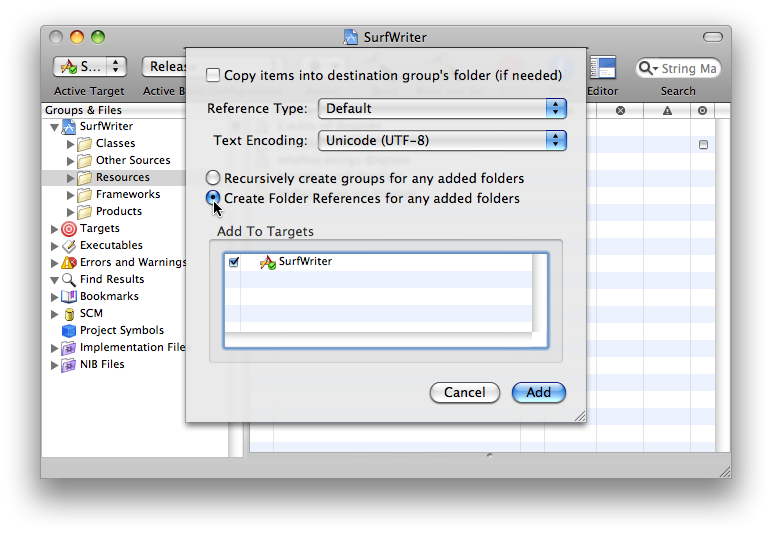 SurfWriter
S...
Release
String Ma
Active Target
Active B
Editor
Search
Groups & Files
SurfWriter
Classes
Other Sources
Resources
Frameworks
Products
Targets
Executables
Errors and Warnings
Find Results
Bookmarks
SCM
Project Symbols
Implementation File
NIB Files
Copy items into destination group's folder (if needed)
Reference Type:
Default
Text Encoding:
Unicode (UTF-8)
Recursively create groups for any added folders
Create Folder References for any added folders
Add To Targets
SurfWriter
Cancel
Add